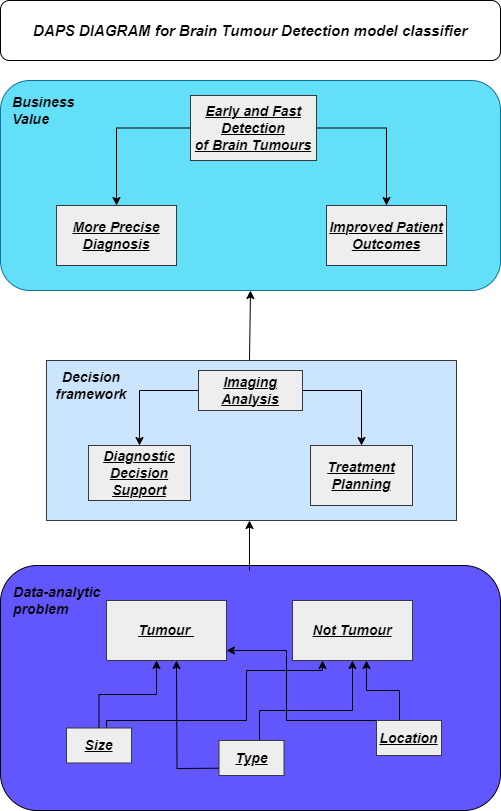 DAPS DIAGRAM for Brain Tumour Detection model classifier
Business
Value
Early and Fast
Detection
of Brain Tumours
More Precise
Diagnosis
Improved Patient
Outcomes
Decision
framework
Imaging
Analysis
Diagnostic
Decision
Support
Treatment
Planning
Data-analytic
problem
Tumour
Not Tumour
Size
Type
Location